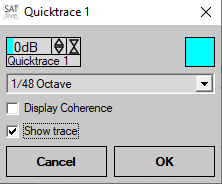 SAT
live
Quicktrace 1
0dB
Quicktrace 1
1/48 Octave
Display Coherence
Show trace
Cancel
OK